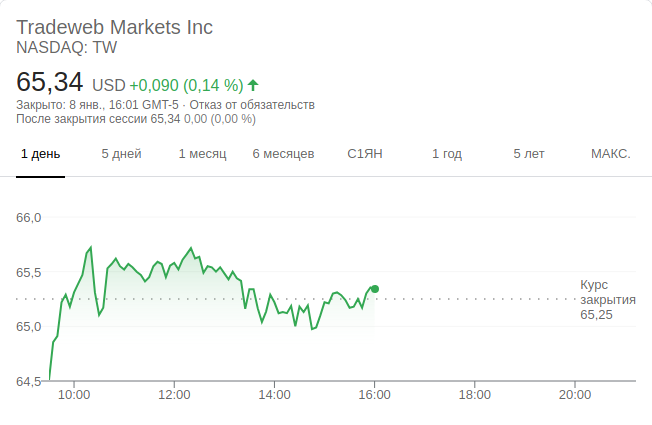 Tradeweb Markets Inc
NASDAQ: TW
65,34 USD +0,090 (0,14 %)
Закрыто: 8 янв., 16:01 GMT-5 · Отказ от обязательств
После закрытия сессии 65,34 0,00 (0,00 %)
1 день 5 дней 1 месяц 6 месяцев С1ЯН 1 год 5 лет МАКС.
66,0
65,5
Курс
закрытия
65,25
65,0
64,5
10:00 12:00 14:00 16:00 18:00 20:00